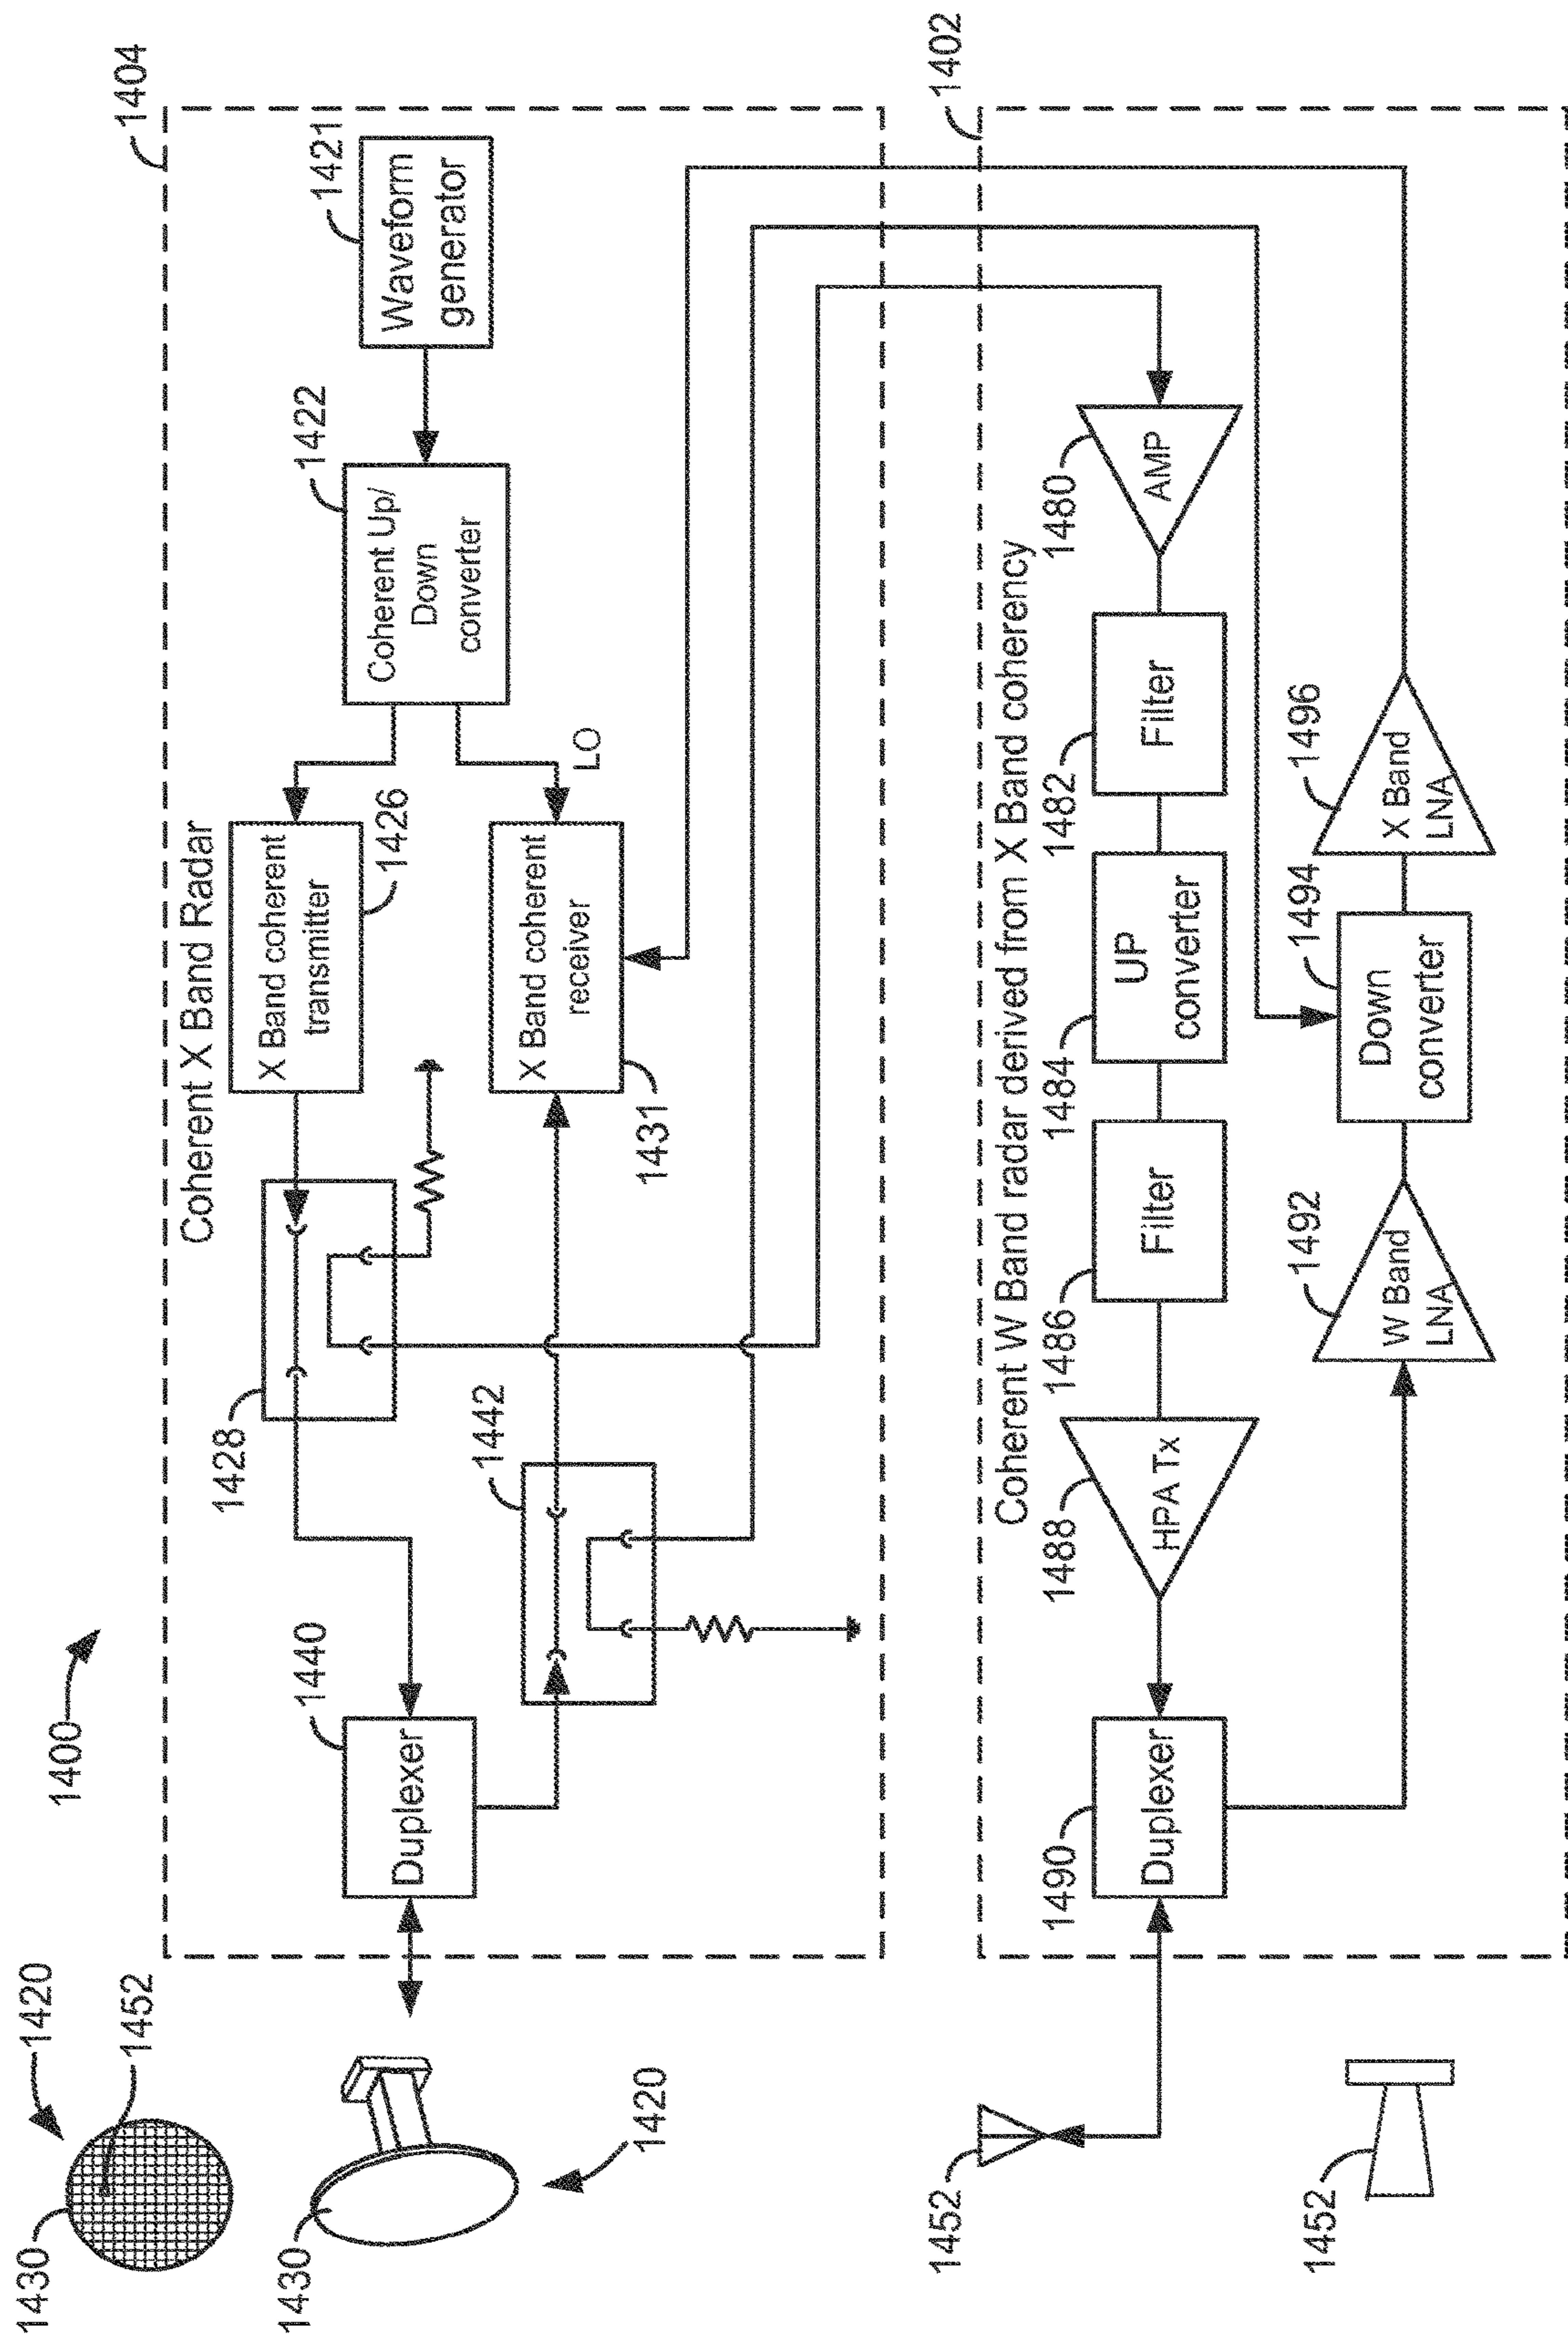 1400
1430
1420
1452
1430
1420
1404
Coherent X Band Radar
Duplexer
1440
1428
1442
X Band coherent
transmitter
1426
X Band coherent
receiver
1431
LO
Coherent Up/
Down
converter
1422
Waveform
generator
1421
1402
Coherent W Band radar derived from X Band coherency
1452
1452
Duplexer
1490
HPA Tx
1488
Filter
1486
UP
converter
1484
Filter
1482
AMP
1480
W Band
LNA
1492
Down
converter
1494
X Band
LNA
1496